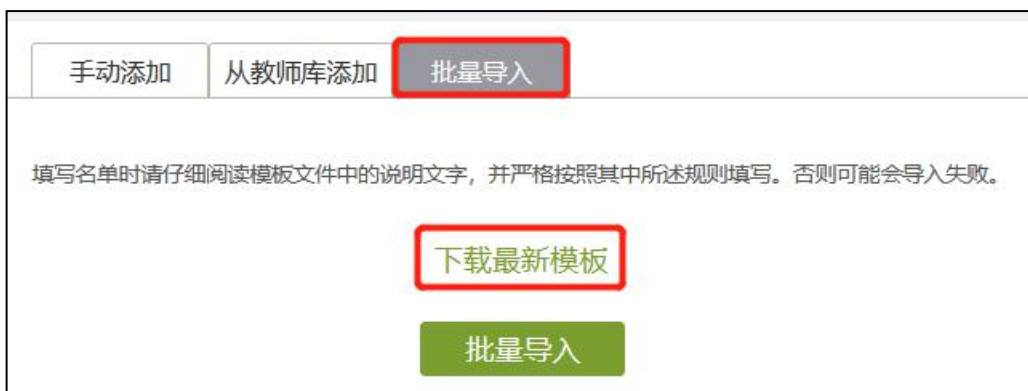 手动添加 从教师库添加 批量导入
填写名单时请仔细阅读模板文件中的说明文字，并严格按照其中所述规则填写。否则可能会导入失败。
下载最新模板
批量导入